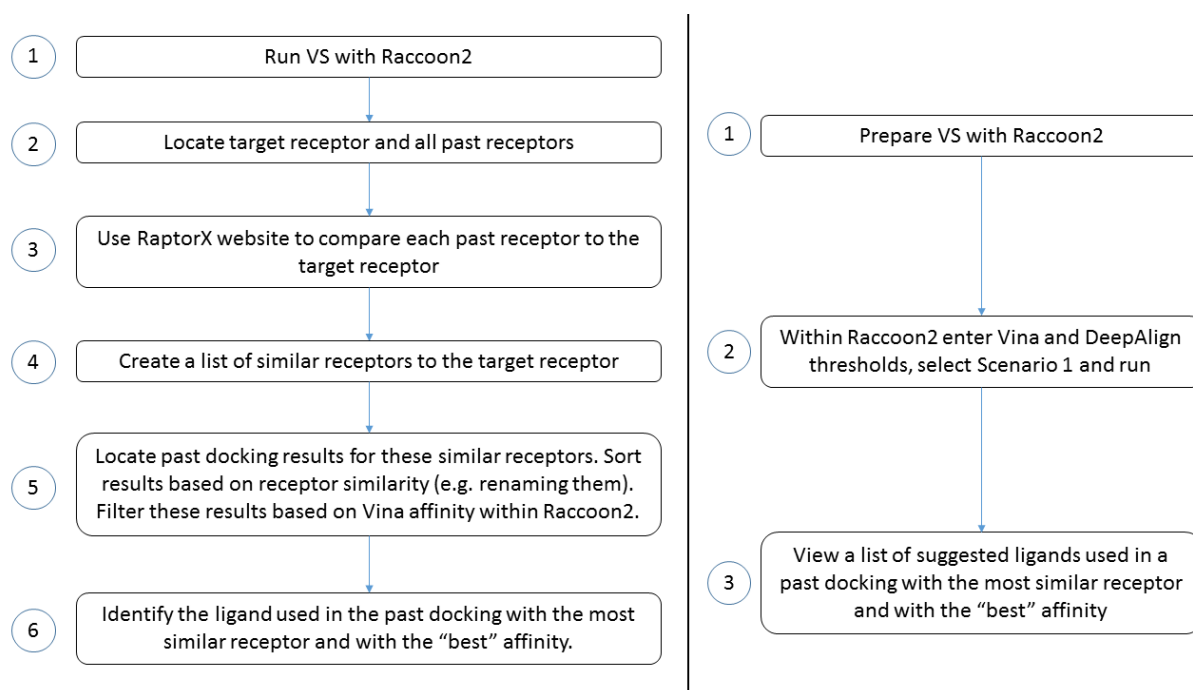 1
Run VS with Raccoon2
2
Locate target receptor and all past receptors
3
Use RaptorX website to compare each past receptor to the
target receptor
4
Create a list of similar receptors to the target receptor
5
Locate past docking results for these similar receptors. Sort
results based on receptor similarity (e.g. renaming them).
Filter these results based on Vina affinity within Raccoon2.
6
Identify the ligand used in the past docking with the most
similar receptor and with the “best” affinity.
1
Prepare VS with Raccoon2
2
Within Raccoon2 enter Vina and DeepAlign
thresholds, select Scenario 1 and run
3
View a list of suggested ligands used in a
past docking with the most similar receptor
and with the “best” affinity